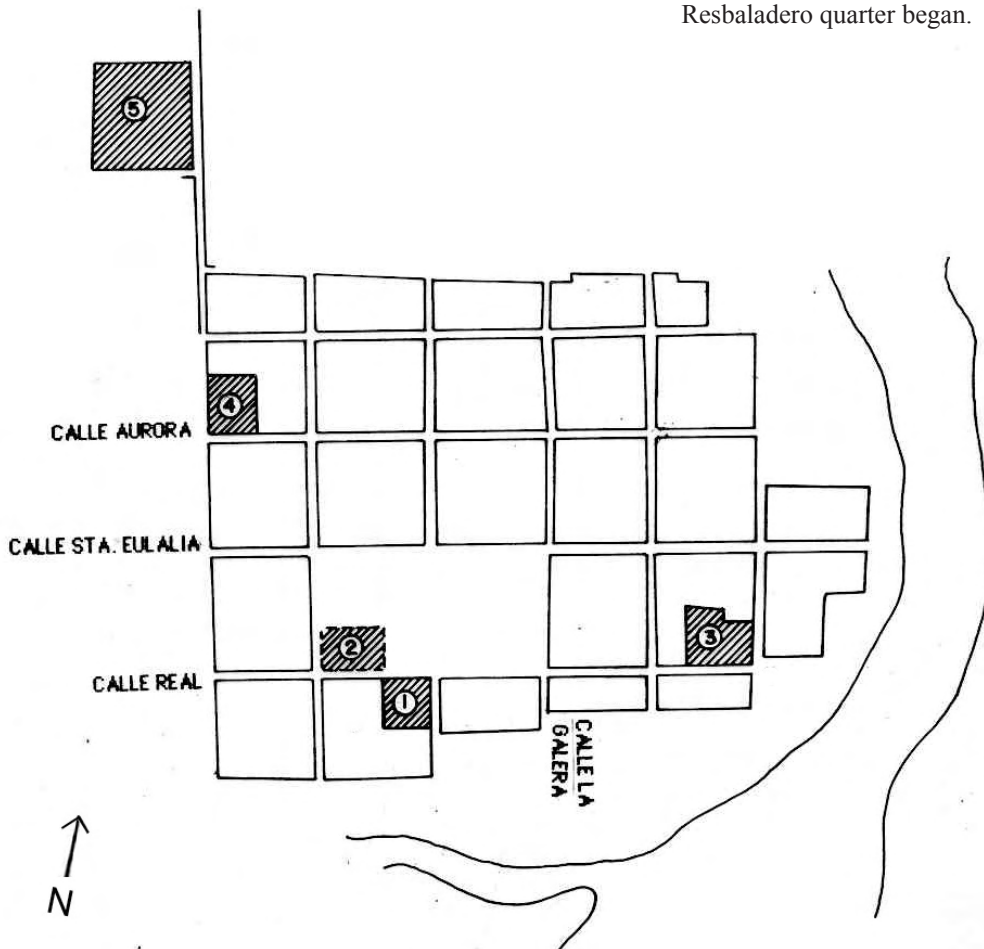 Resbaladero quarter began.
5
4
CALLE AURORA
CALLE STA. EULALIA
2
3
CALLE REAL
1
CALLE LA
GALERA
N